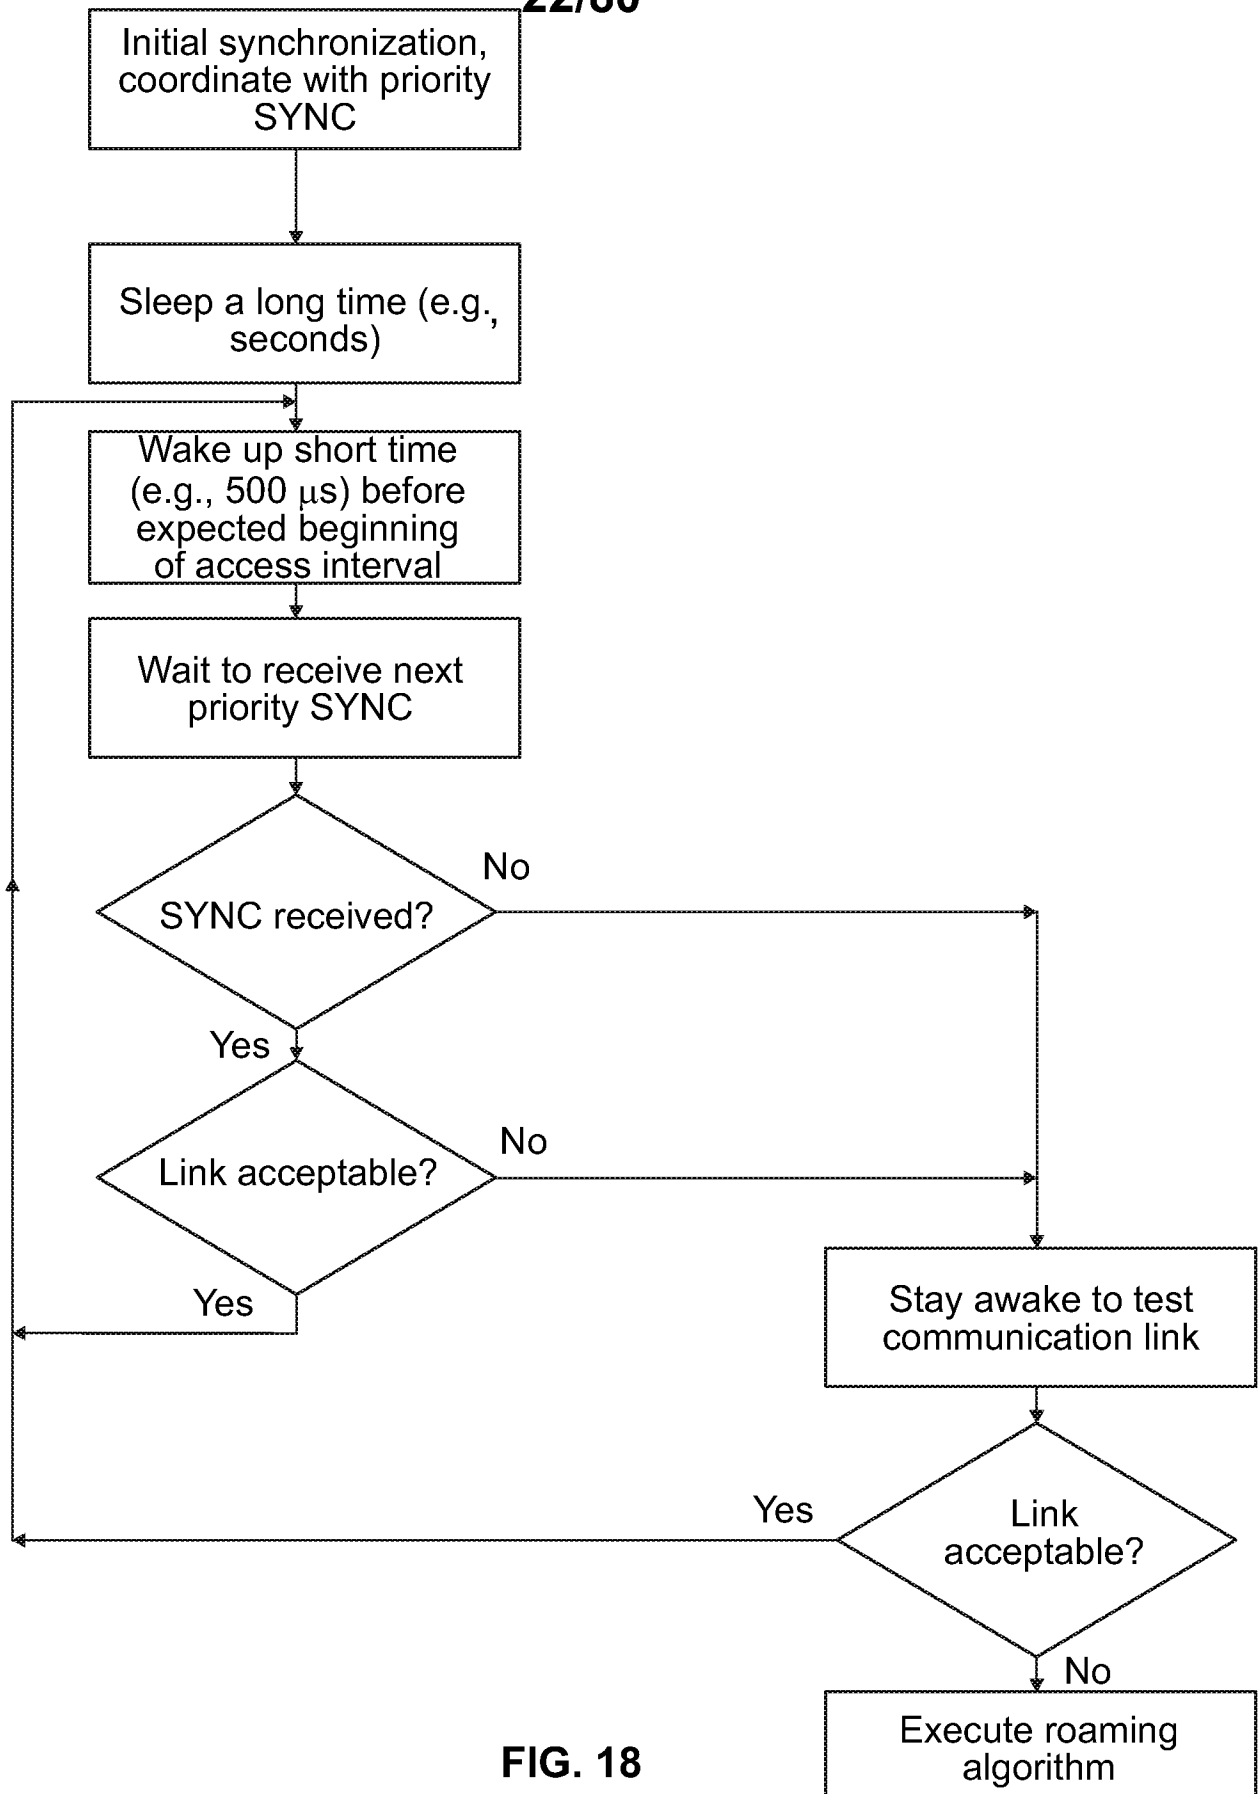 22/80
Initial synchronization,
coordinate with priority
SYNC
Sleep a long time (e.g.,
seconds)
Wake up short time
(e.g., 500 μs) before
expected beginning
of access interval
Wait to receive next
priority SYNC
No
SYNC received?
Yes
No
Link acceptable?
Yes
Stay awake to test
communication link
Yes
Link
acceptable?
No
Execute roaming
algorithm
FIG. 18